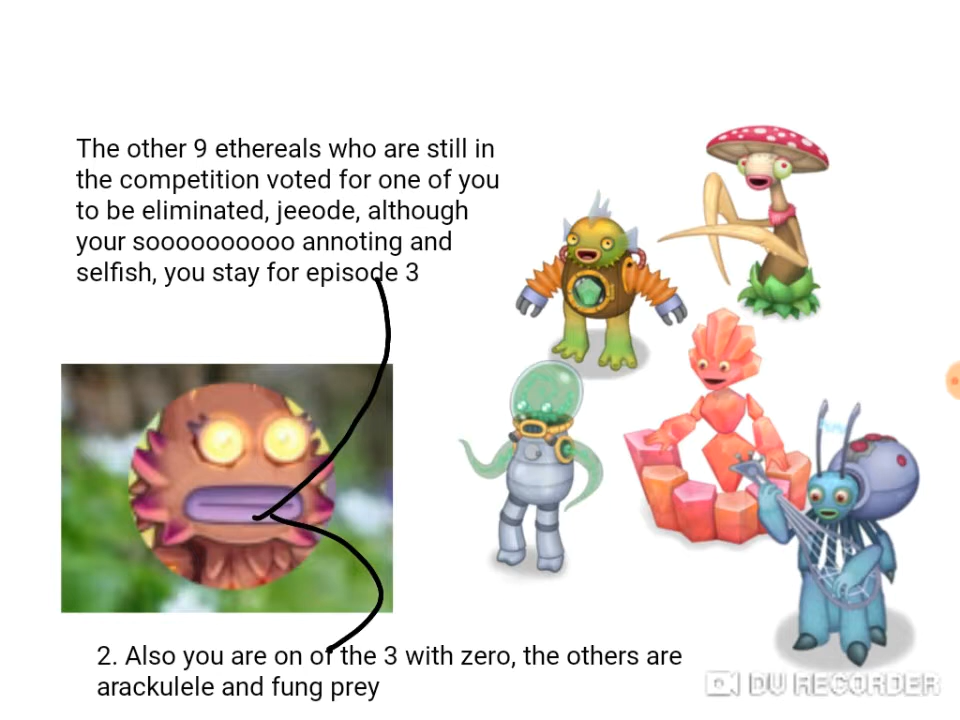 The other 9 ethereals who are still in
the competition voted for one of you
to be eliminated, jeeode, although
your soooooooooo annoting and
selfish, you stay for episode 3
2. Also you are on of the 3 with zero, the others are
arackulele and fung prey
DU RECORDER